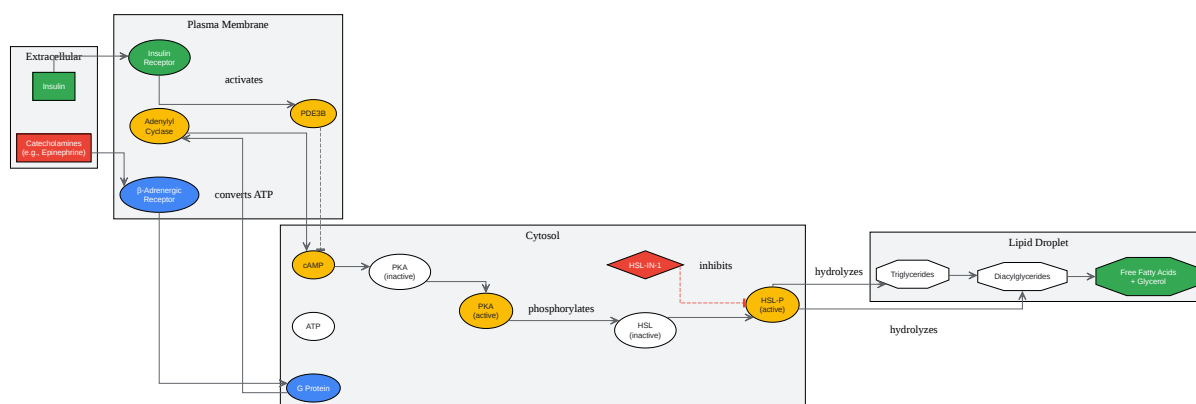 Plasma Membrane
Extracellular
Insulin
Receptor
Insulin
activates
PDE3B
Adenylyl
Cyclase
Catecholamines
(e.g., Epinephrine)
β-Adrenergic
Receptor
converts ATP
Cytosol
Lipid Droplet
cAMP
PKA
(inactive)
HSL-IN-1
inhibits
hydrolyzes
Triglycerides
Diacylglycerides
Free Fatty Acids
+ Glycerol
PKA
(active)
phosphorylates
HSL-P
(active)
ATP
HSL
(inactive)
hydrolyzes
G Protein